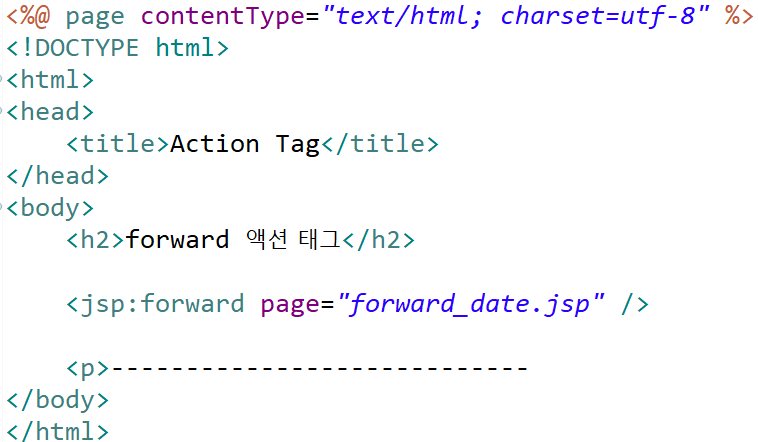 <%@ page contentType="text/html; charset=utf-8" %>
<!DOCTYPE html>
<html>
<head>
    <title>Action Tag</title>
</head>
<body>
    <h2>forward 액션 태그</h2>

    <jsp:forward page="forward_date.jsp" />

    <p>----------------------------
</body>
</html>